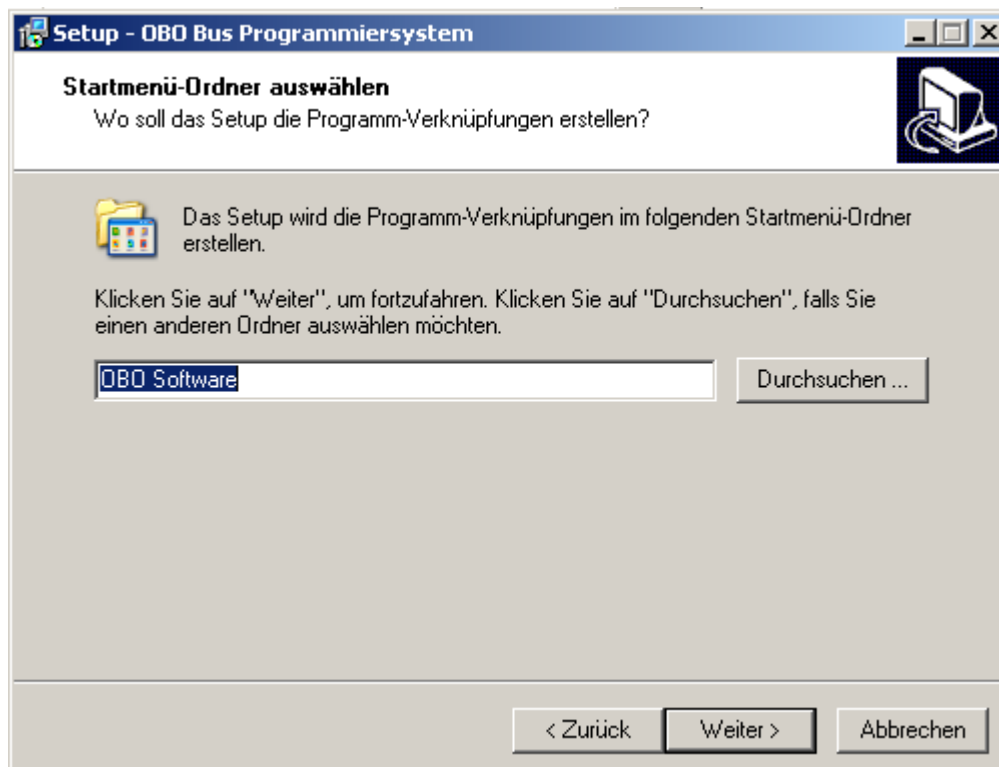 Setup - OBO Bus Programmiersystem
Startmenü-Ordner auswählen
Wo soll das Setup die Programm-Verknüpfungen erstellen?
Das Setup wird die Programm-Verknüpfungen im folgenden Startmenü-Ordner
erstellen.
Klicken Sie auf "Weiter", um fortzufahren. Klicken Sie auf "Durchsuchen", falls Sie
einen anderen Ordner auswählen möchten.
OBO Software
Durchsuchen ...
< Zurück
Weiter >
Abbrechen